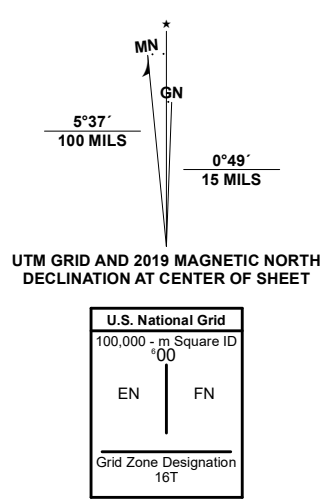 MN
GN
5°37´
100 MILS
0°49´
15 MILS
UTM GRID AND 2019 MAGNETIC NORTH
DECLINATION AT CENTER OF SHEET
U.S. National Grid
100,000 - m Square ID
⁶00
EN FN
Grid Zone Designation
16T